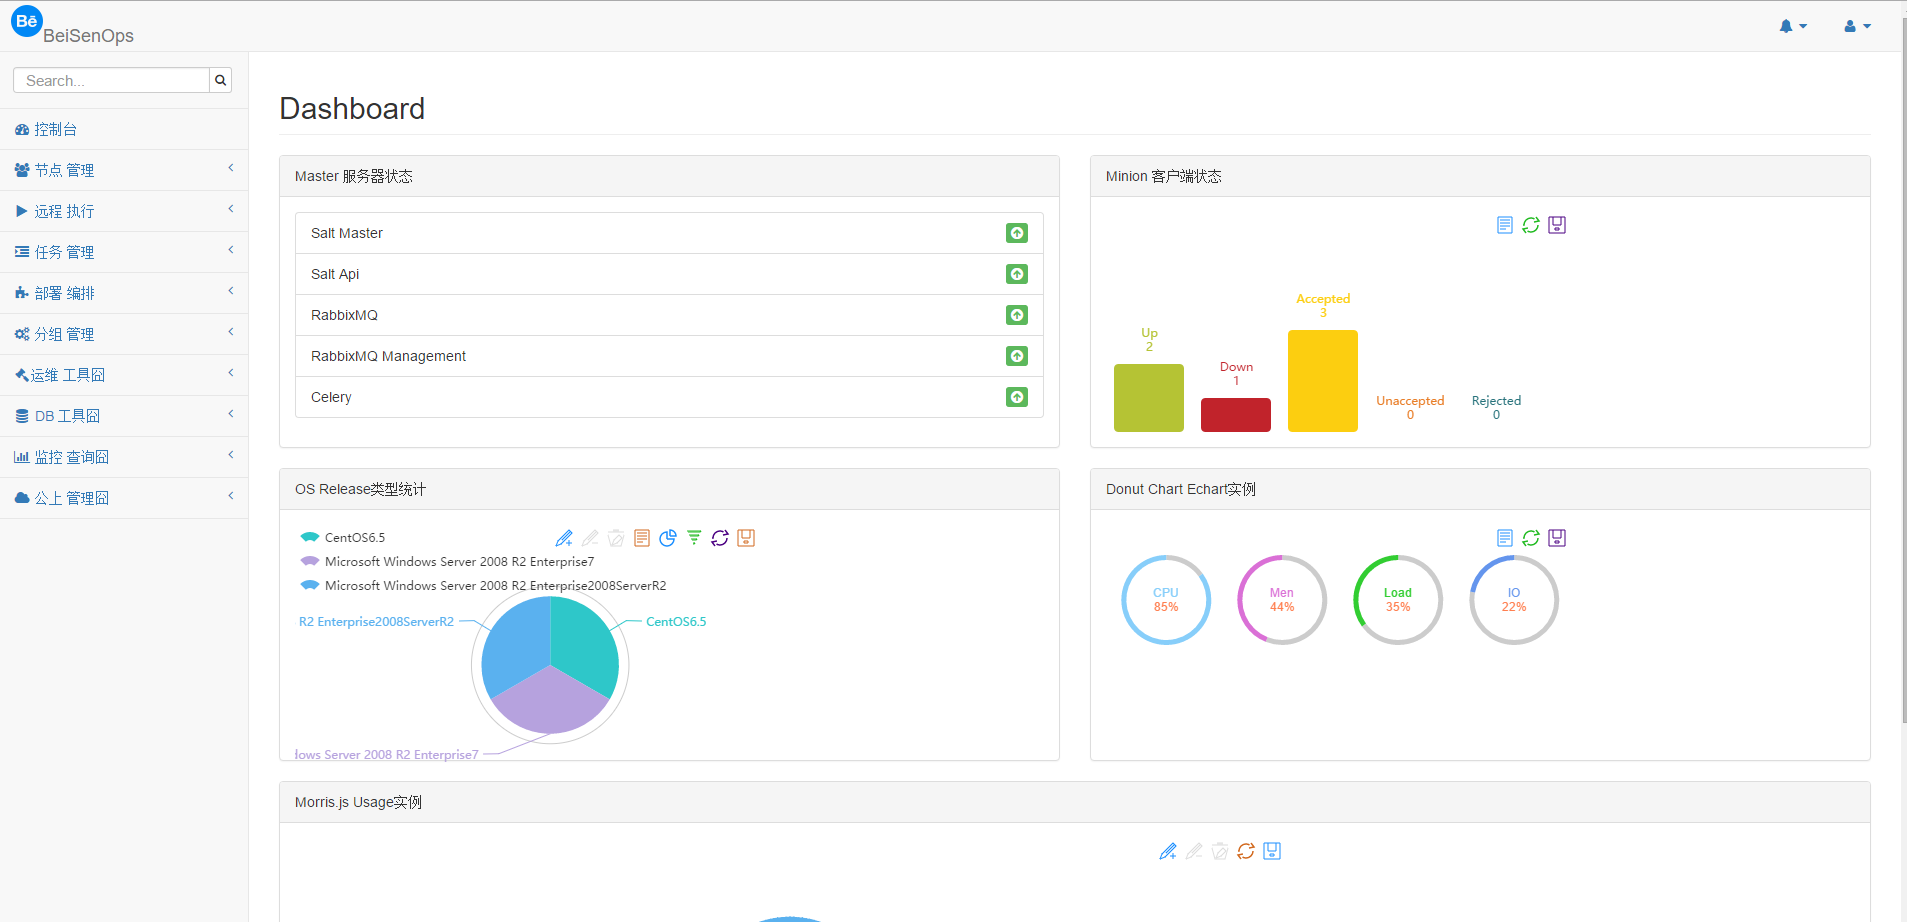 Bē
BeiSenOps
Search...
控制台
节点 管理
远程 执行
任务 管理
部署 编排
分组 管理
运维 工具囧
DB 工具囧
监控 查询囧
公上 管理囧
Dashboard
Master 服务器状态
Salt Master
Salt Api
RabbixMQ
RabbixMQ Management
Celery
Minion 客户端状态
Up
2
Down
1
Accepted
3
Unaccepted
0
Rejected
0
OS Release类型统计
CentOS6.5
Microsoft Windows Server 2008 R2 Enterprise7
Microsoft Windows Server 2008 R2 Enterprise2008ServerR2
R2 Enterprise2008ServerR2
CentOS6.5
dows Server 2008 R2 Enterprise7
Donut Chart Echart实例
CPU
85%
Men
44%
Load
35%
IO
22%
Morris.js Usage实例